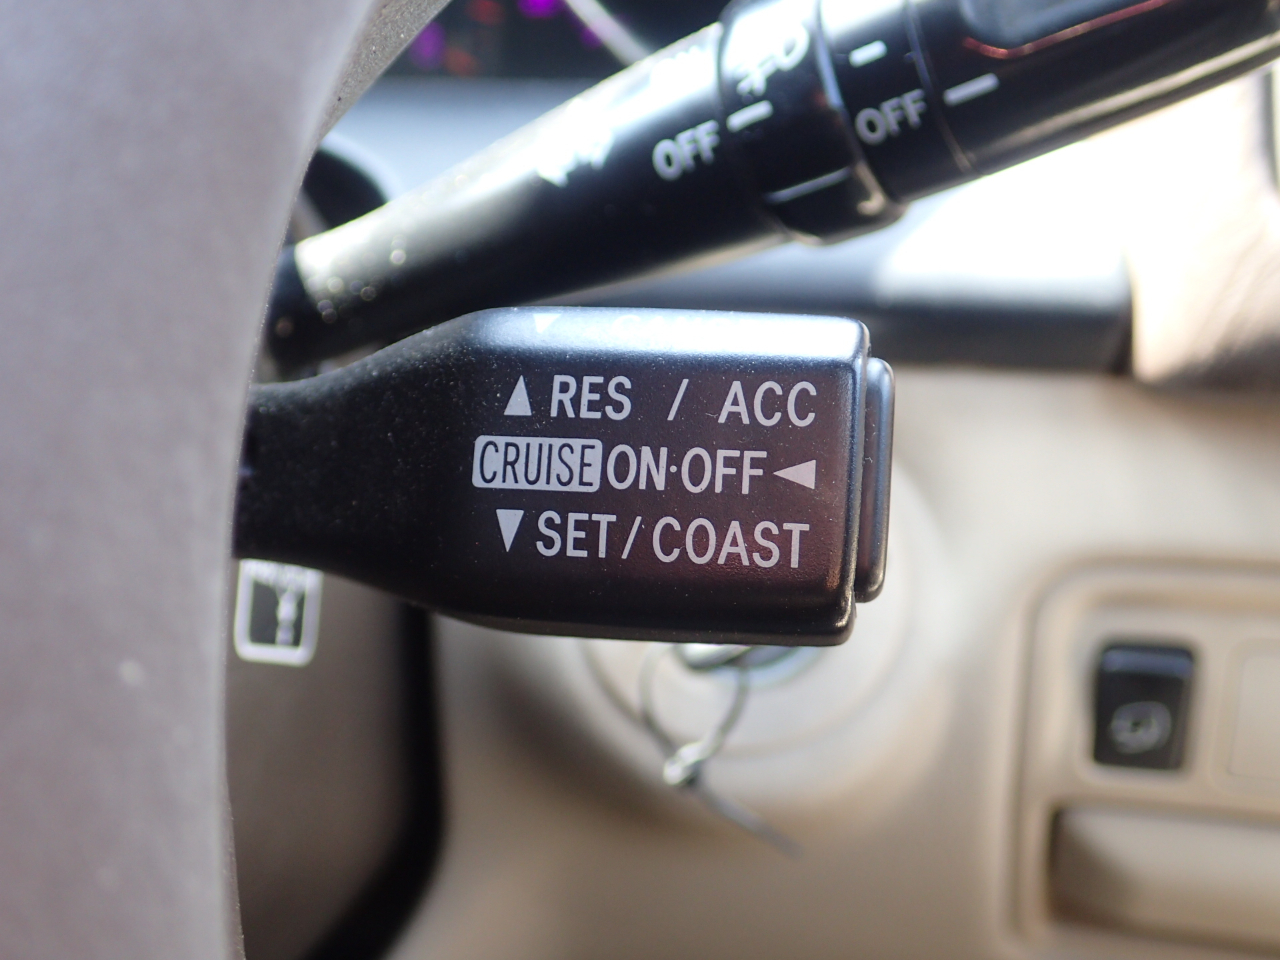 OFF
OFF
▲ RES / ACC
CRUISE ON·OFF ◀
▼ SET / COAST